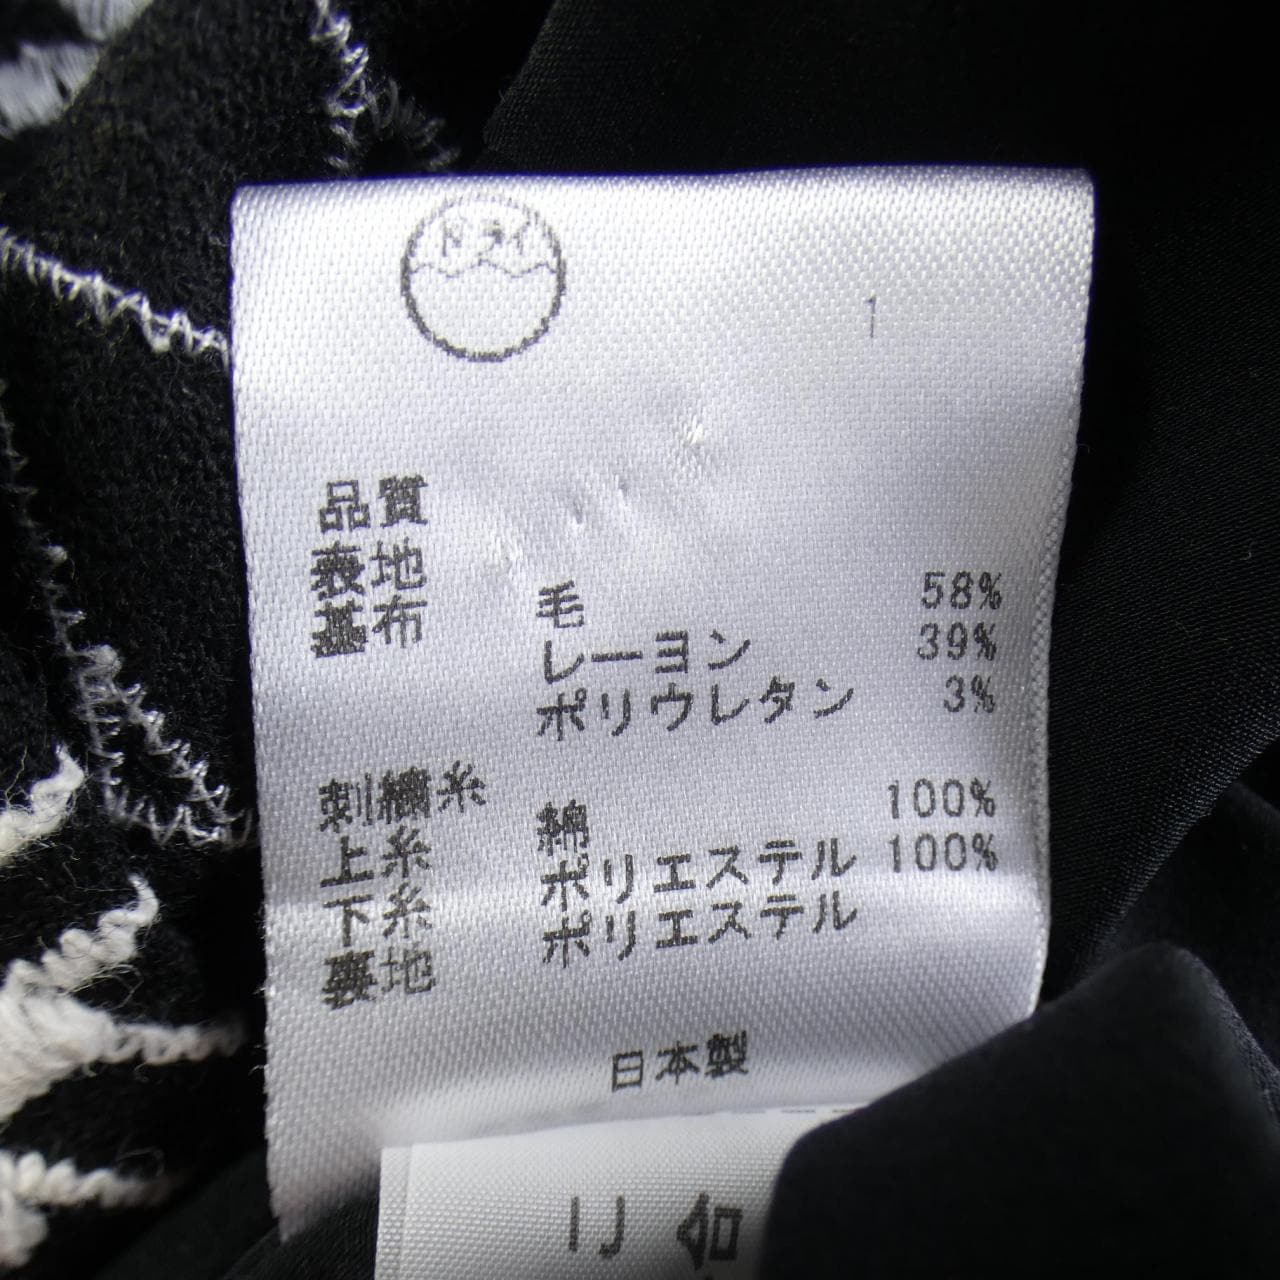 ドライ
1
品質
表地
基布 毛 58%
レーヨン 39%
ポリウレタン 3%
刺繍糸
上糸 綿 100%
下糸 ポリエステル 100%
裏地 ポリエステル
日本製